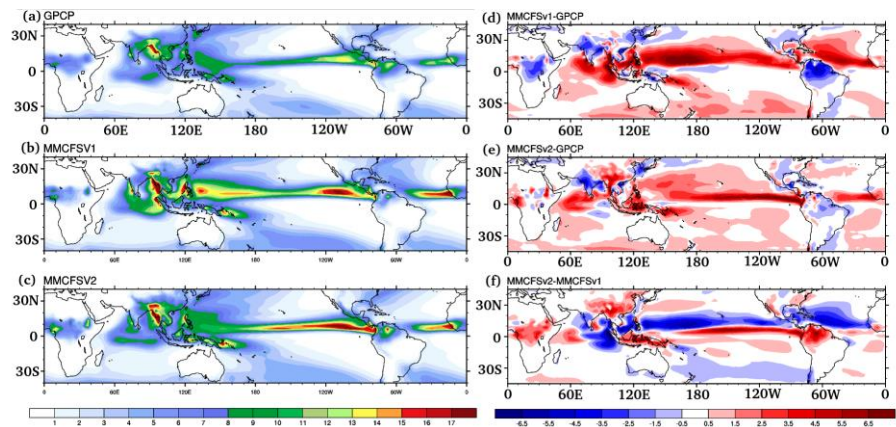 (a) GPCP
30N
0
30S
60E 120E 180 120W 60W 0
(b) MMCFSV1
30N
0
30S
0 60E 120E 180 120W 60W 0
(c) MMCFSV2
30N
0
30S
0 60E 120E 180 120W 60W 0
1 2 3 4 5 6 7 8 9 10 11 12 13 14 15 16 17
(d) MMCFSv1-GPCP
30N
0
30S
0 60E 120E 180 120W 60W 0
(e) MMCFSv2-GPCP
30N
0
30S
0 60E 120E 180 120W 60W 0
(f) MMCFSv2-MMCFSv1
30N
0
30S
0 60E 120E 180 120W 60W 0
-6.5 -5.5 -4.5 -3.5 -2.5 -1.5 -0.5 0.5 1.5 2.5 3.5 4.5 5.5 6.5